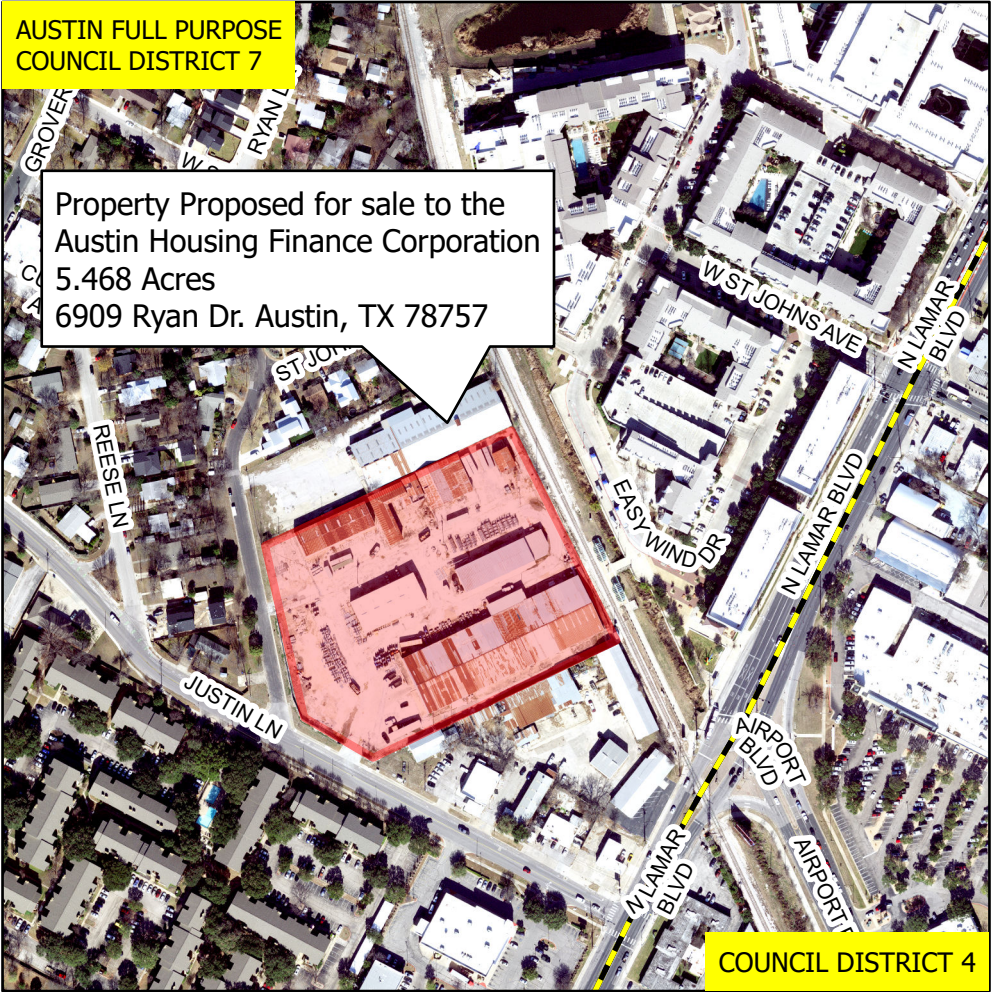 AUSTIN FULL PURPOSE
COUNCIL DISTRICT 7
GROVER
RYAN
Property Proposed for sale to the
Austin Housing Finance Corporation
5.468 Acres
6909 Ryan Dr. Austin, TX 78757
W ST JOHNS AVE
N LAMAR
BLVD
REESE LN
EASY WIND DR
N LAMAR BLVD
JUSTIN LN
AIRPORT
BLVD
N LAMAR
BLVD
AIRPORT
COUNCIL DISTRICT 4